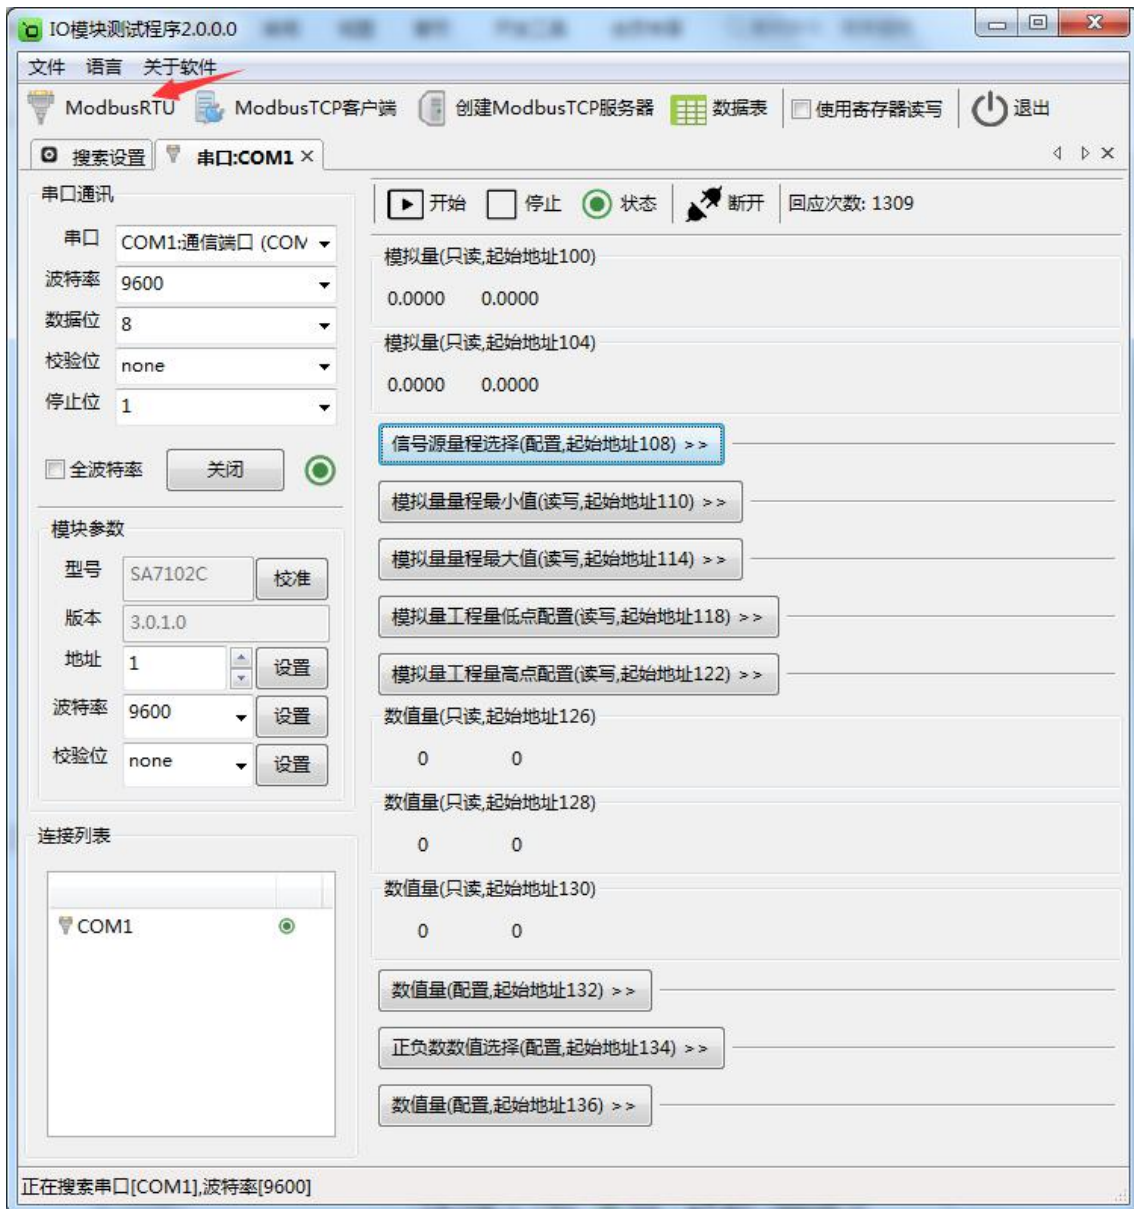 IO模块测试程序2.0.0.0
文件 语言 关于软件
ModbusRTU ModbusTCP客户端 创建ModbusTCP服务器 数据表 使用寄存器读写 退出
搜索设置 串口:COM1
串口通讯
串口 COM1:通信端口 (COM
波特率 9600
数据位 8
校验位 none
停止位 1
全波特率 关闭
模块参数
型号 SA7102C 校准
版本 3.0.1.0
地址 1 设置
波特率 9600 设置
校验位 none 设置
连接列表
COM1
开始 停止 状态 断开 回应次数: 1309
模拟量(只读,起始地址100)
0.0000 0.0000
模拟量(只读,起始地址104)
0.0000 0.0000
信号源量程选择(配置,起始地址108) >>
模拟量量程最小值(读写,起始地址110) >>
模拟量量程最大值(读写,起始地址114) >>
模拟量工程量低点配置(读写,起始地址118) >>
模拟量工程量高点配置(读写,起始地址122) >>
数值量(只读,起始地址126)
0 0
数值量(只读,起始地址128)
0 0
数值量(只读,起始地址130)
0 0
数值量(配置,起始地址132) >>
正负数数值选择(配置,起始地址134) >>
数值量(配置,起始地址136) >>
正在搜索串口[COM1],波特率[9600]